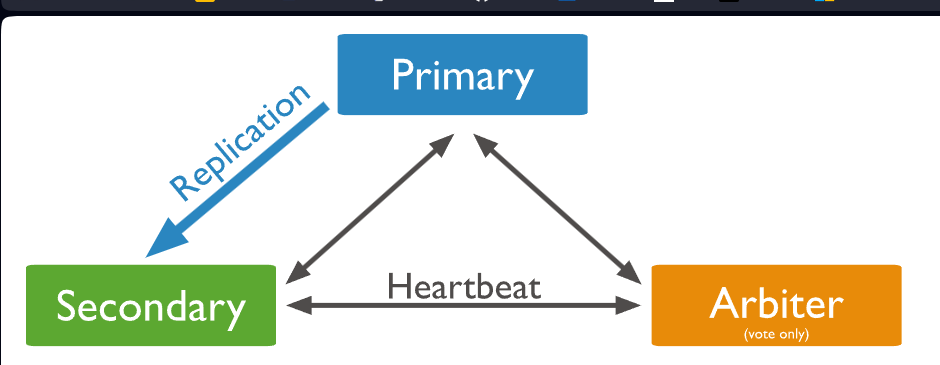 Primary
Replication
Secondary
Heartbeat
Arbiter
(vote only)